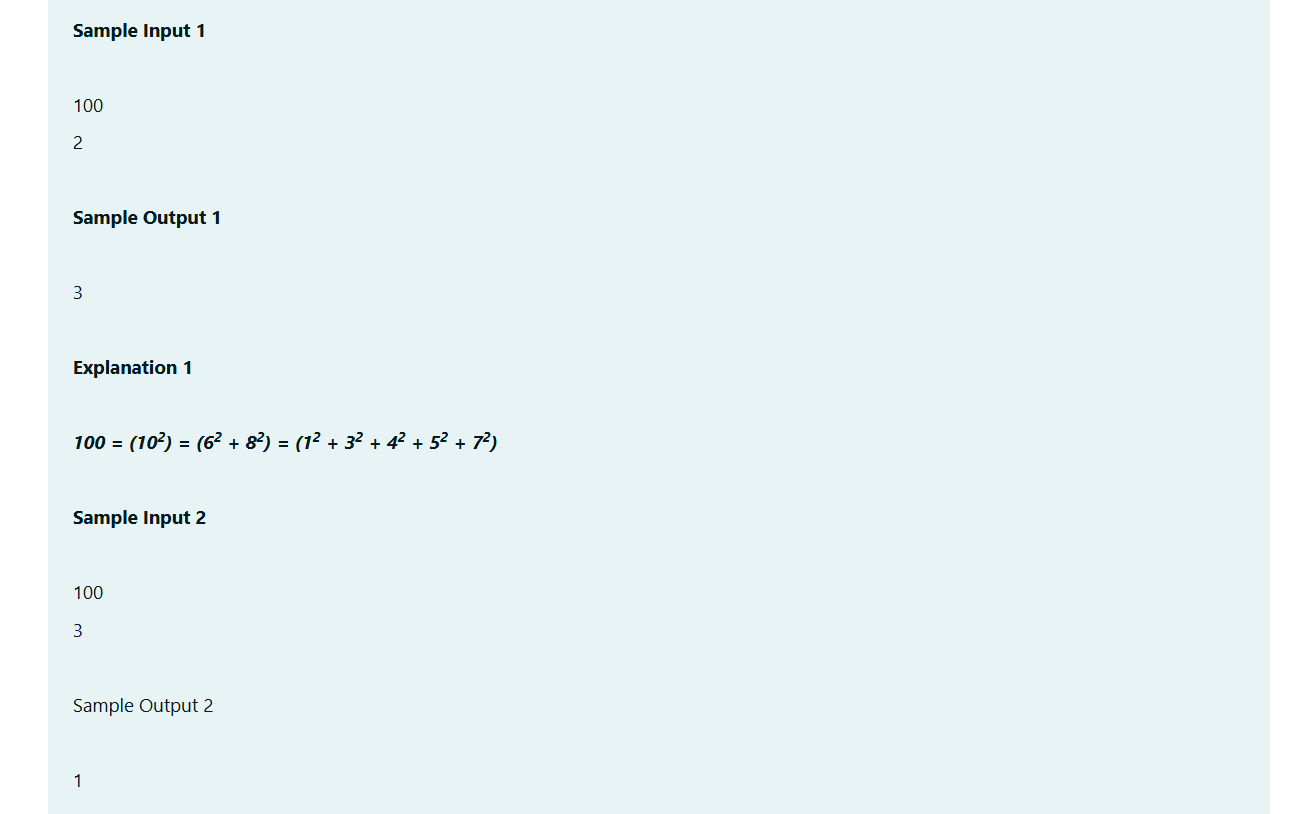 Sample Input 1
100
2
Sample Output 1
3
Explanation 1
100 = (10²) = (6² + 8²) = (1² + 3² + 4² + 5² + 7²)
Sample Input 2
100
3
Sample Output 2
1